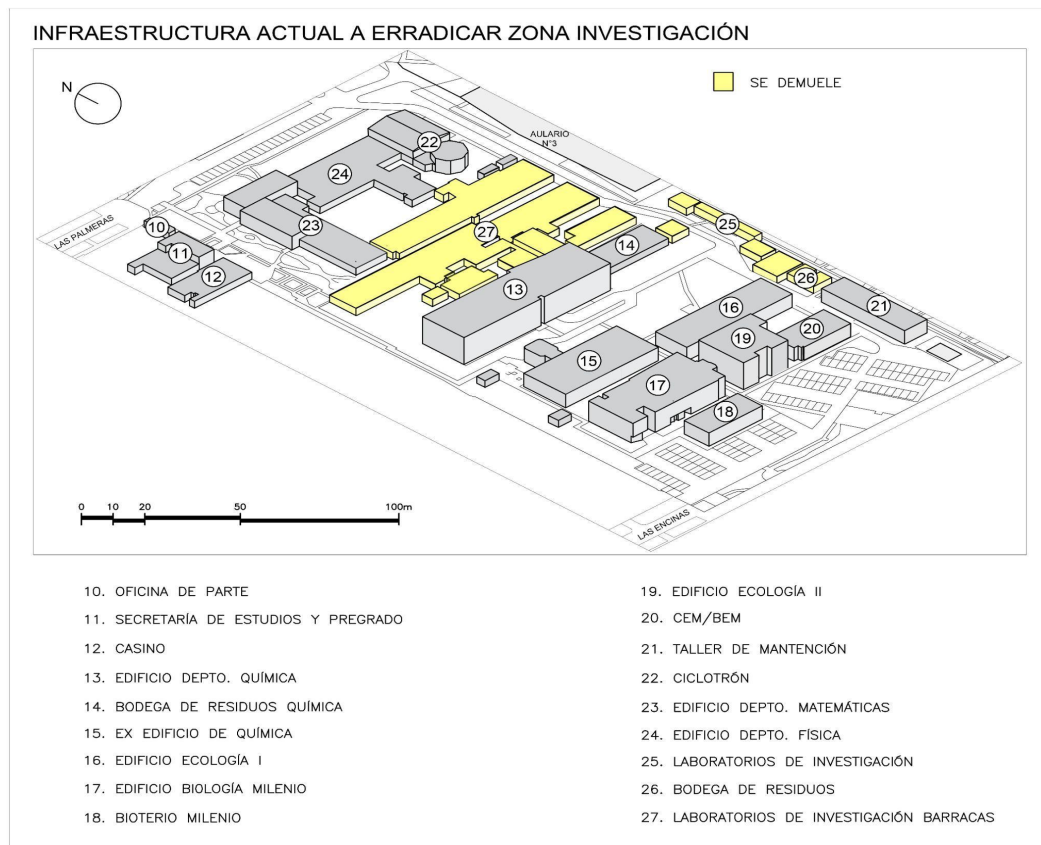 INFRAESTRUCTURA ACTUAL A ERRADICAR ZONA INVESTIGACIÓN
N
SE DEMUELE
AULARIO
N°3
22
24
LAS PALMERAS
10
23
27
25
11
14
12
13
26
16
21
19
20
15
17
18
0 10 20 50 100m
LAS ENCINAS
10. OFICINA DE PARTE
11. SECRETARÍA DE ESTUDIOS Y PREGRADO
12. CASINO
13. EDIFICIO DEPTO. QUÍMICA
14. BODEGA DE RESIDUOS QUÍMICA
15. EX EDIFICIO DE QUÍMICA
16. EDIFICIO ECOLOGÍA I
17. EDIFICIO BIOLOGÍA MILENIO
18. BIOTERIO MILENIO
19. EDIFICIO ECOLOGÍA II
20. CEM/BEM
21. TALLER DE MANTENCIÓN
22. CICLOTRÓN
23. EDIFICIO DEPTO. MATEMÁTICAS
24. EDIFICIO DEPTO. FÍSICA
25. LABORATORIOS DE INVESTIGACIÓN
26. BODEGA DE RESIDUOS
27. LABORATORIOS DE INVESTIGACIÓN BARRACAS